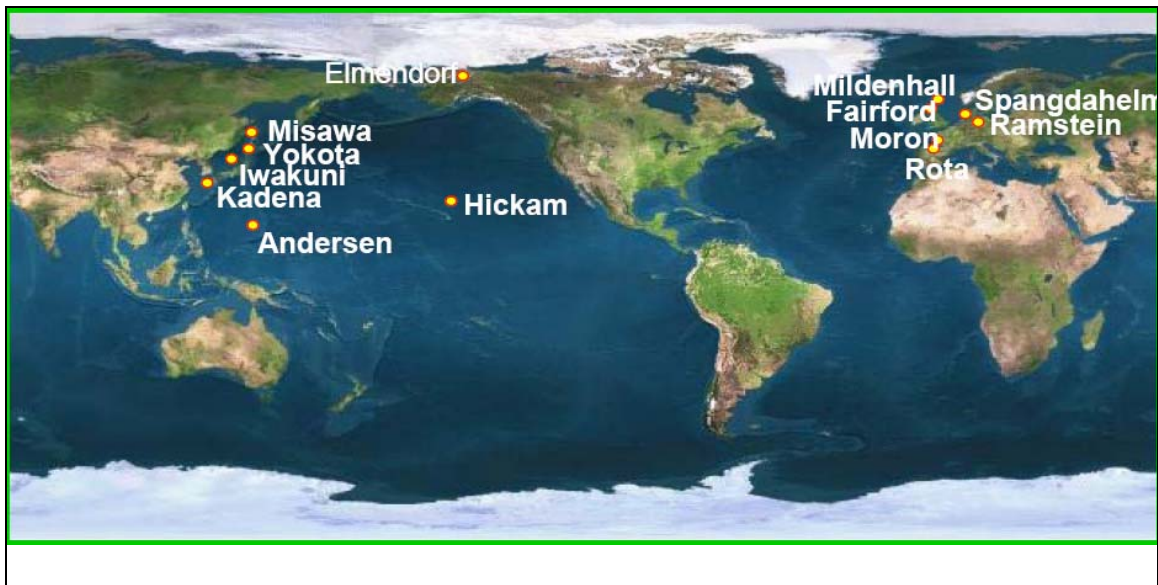 Elmendorf
Misawa
Yokota
Iwakuni
Kadena
Andersen
Hickam
Mildenhall
Fairford
Moron
Rota
Spangdahelm
Ramstein